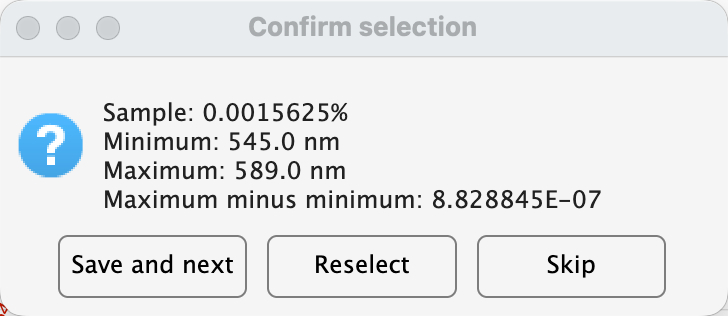 Confirm selection
?
Sample: 0.0015625%
Minimum: 545.0 nm
Maximum: 589.0 nm
Maximum minus minimum: 8.828845E-07
Save and next
Reselect
Skip